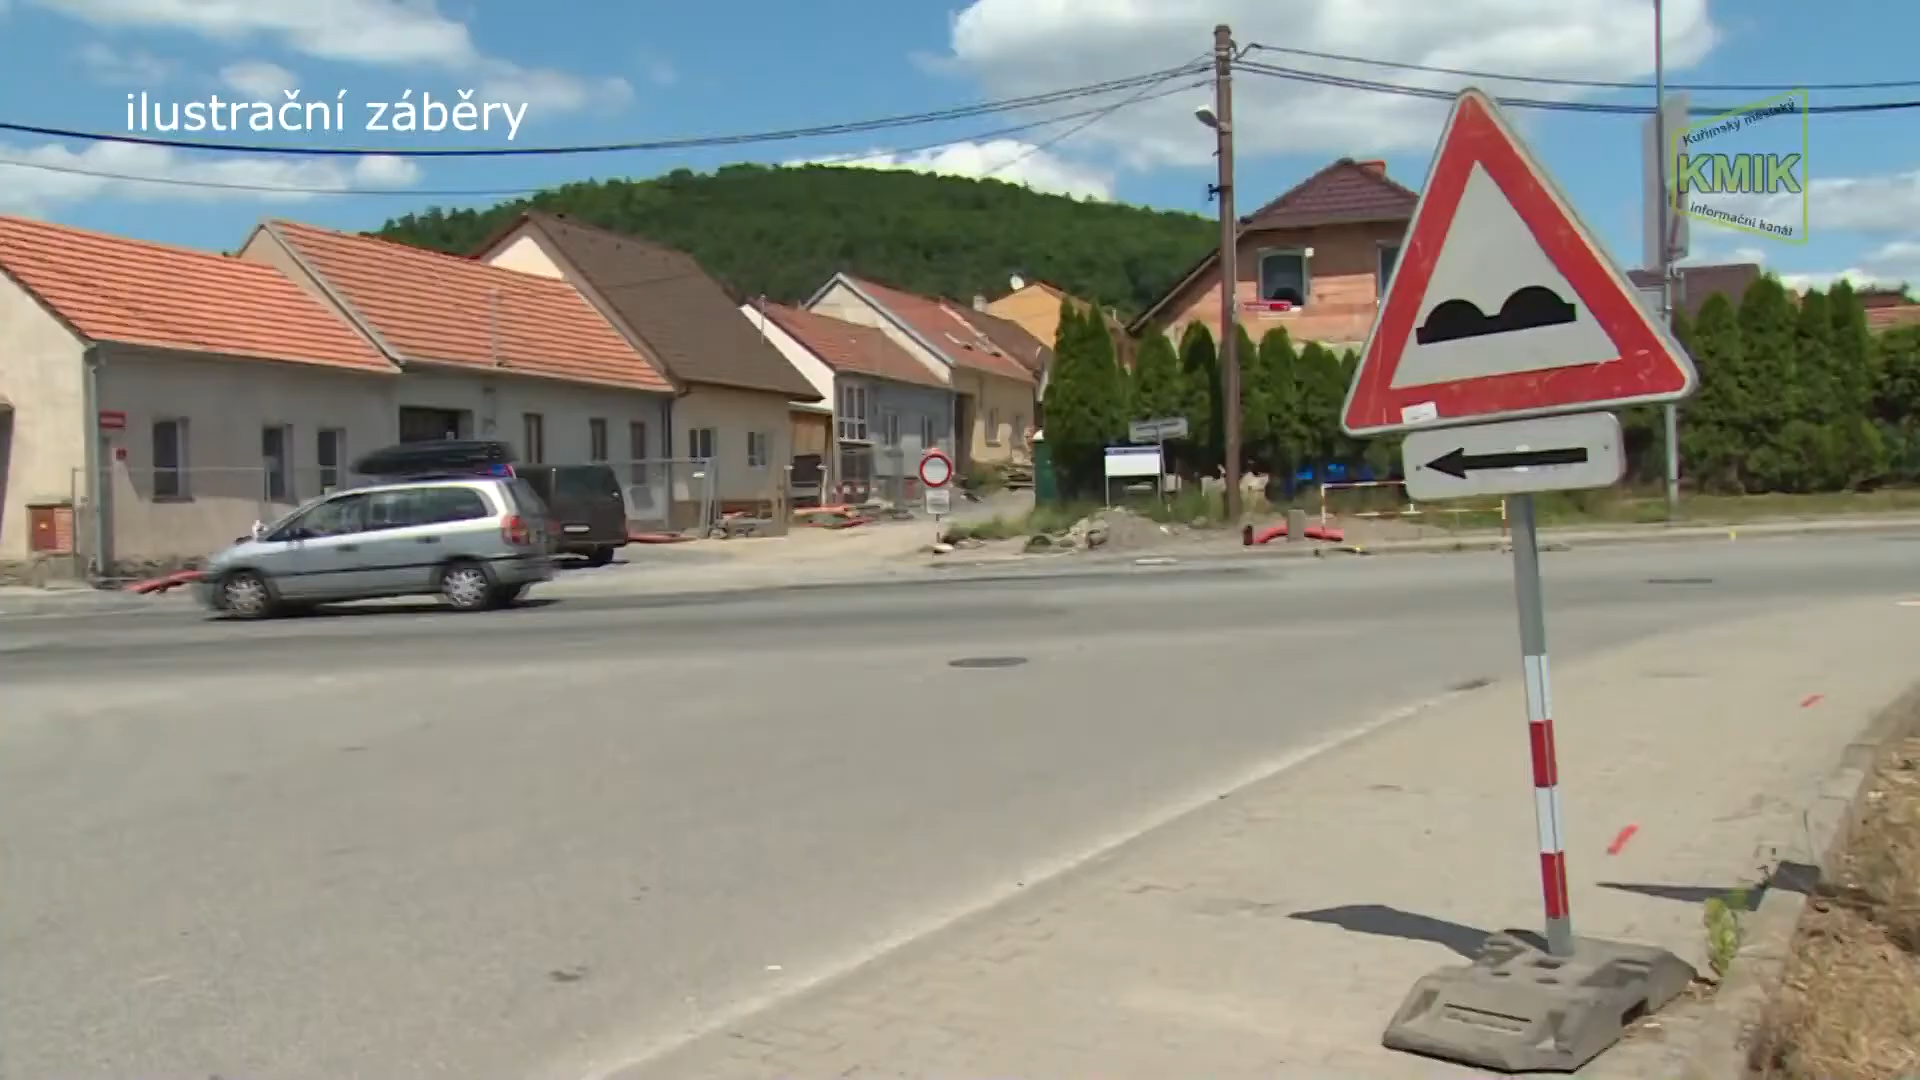 ilustrační záběry
Kuřimský městský
KMIK
informační kanál